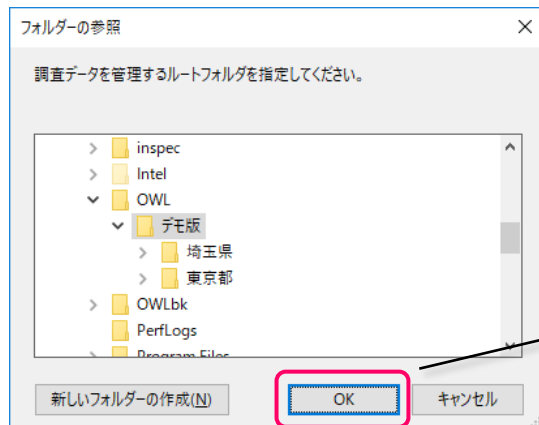 フォルダーの参照
調査データを管理するルートフォルダを指定してください。
inspec
Intel
OWL
デモ版
埼玉県
東京都
OWLbk
PerfLogs
Program Files
新しいフォルダーの作成(N)
OK
キャンセル